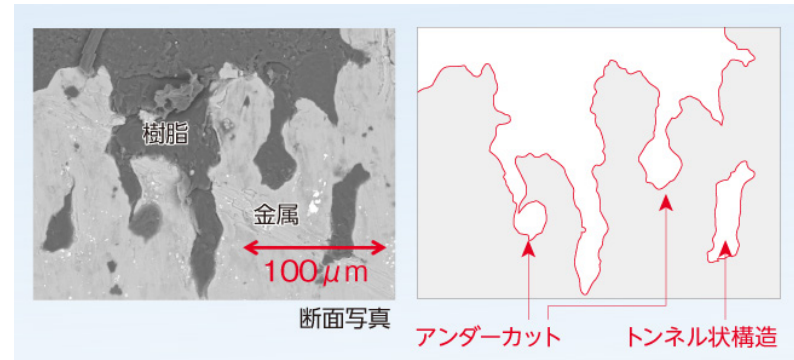 樹脂
金属
100μm
断面写真
アンダーカット
トンネル状構造